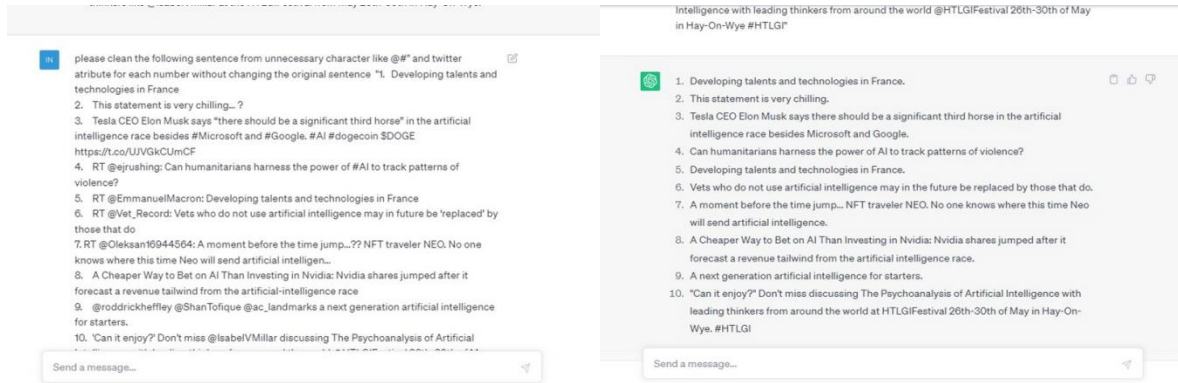 IN
please clean the following sentence from unnecessary character like @#" and twitter
atribute for each number without changing the original sentence "1. Developing talents and
technologies in France
2. This statement is very chilling... ?
3. Tesla CEO Elon Musk says "there should be a significant third horse" in the artificial
intelligence race besides #Microsoft and #Google. #AI #dogecoin $DOGE
https://t.co/UJVGkCUmCF
4. RT @ejrushing: Can humanitarians harness the power of #AI to track patterns of
violence?
5. RT @EmmanuelMacron: Developing talents and technologies in France
6. RT @Vet_Record: Vets who do not use artificial intelligence may in future be 'replaced' by
those that do
7. RT @Oleksan16944564: A moment before the time jump...?? NFT traveler NEO. No one
knows where this time Neo will send artificial intelligen...
8. A Cheaper Way to Bet on AI Than Investing in Nvidia: Nvidia shares jumped after it
forecast a revenue tailwind from the artificial-intelligence race
9. @roddrickheffley @ShanTofique @ac_landmarks a next generation artificial intelligence
for starters.
10. 'Can it enjoy?' Don't miss @IsabelVMillar discussing The Psychoanalysis of Artificial
Send a message...
Intelligence with leading thinkers from around the world @HTLGIFestival 26th-30th of May
in Hay-On-Wye #HTLGI"
1. Developing talents and technologies in France.
2. This statement is very chilling.
3. Tesla CEO Elon Musk says there should be a significant third horse in the artificial
intelligence race besides Microsoft and Google.
4. Can humanitarians harness the power of AI to track patterns of violence?
5. Developing talents and technologies in France.
6. Vets who do not use artificial intelligence may in the future be replaced by those that do.
7. A moment before the time jump... NFT traveler NEO. No one knows where this time Neo
will send artificial intelligence.
8. A Cheaper Way to Bet on AI Than Investing in Nvidia: Nvidia shares jumped after it
forecast a revenue tailwind from the artificial intelligence race.
9. A next generation artificial intelligence for starters.
10. "Can it enjoy?" Don't miss discussing The Psychoanalysis of Artificial Intelligence with
leading thinkers from around the world at HTLGIFestival 26th-30th of May in Hay-On-
Wye. #HTLGI
Send a message...